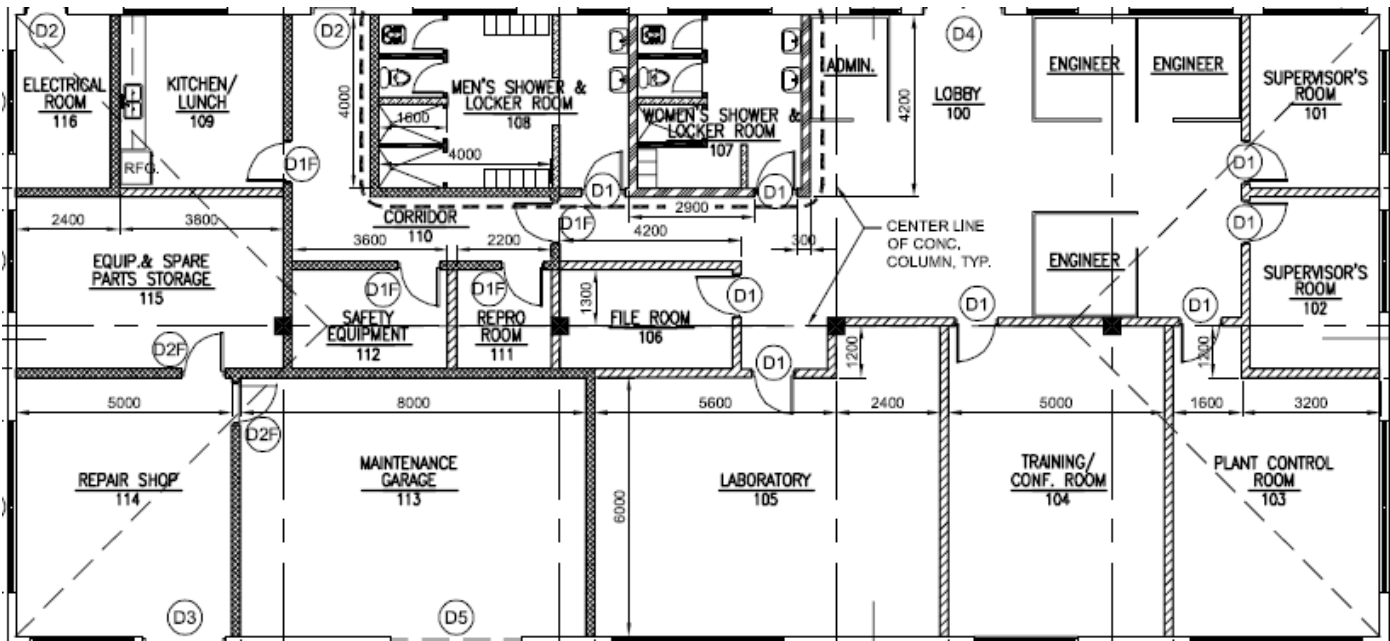 D2
D2
D4
ELECTRICAL
ROOM
116
KITCHEN/
LUNCH
109
4000
MEN'S SHOWER &
LOCKER ROOM
108
1600
4000
WOMEN'S SHOWER &
LOCKER ROOM
107
ADMIN.
4200
LOBBY
100
ENGINEER
ENGINEER
SUPERVISOR'S
ROOM
101
RFG.
D1F
D1
D1
D1
2400
3800
CORRIDOR
110
D1F
2900
4200
300
CENTER LINE
OF CONC.
COLUMN, TYP.
D1
3600
2200
EQUIP.& SPARE
PARTS STORAGE
115
D1F
D1F
1300
D1
ENGINEER
SUPERVISOR'S
ROOM
102
SAFETY
EQUIPMENT
112
REPRO
ROOM
111
FILE ROOM
106
D1
D1
D2F
D1
1200
1200
5000
8000
5600
2400
5000
1600
3200
D2F
REPAIR SHOP
114
MAINTENANCE
GARAGE
113
6000
LABORATORY
105
TRAINING/
CONF. ROOM
104
PLANT CONTROL
ROOM
103
D3
D5